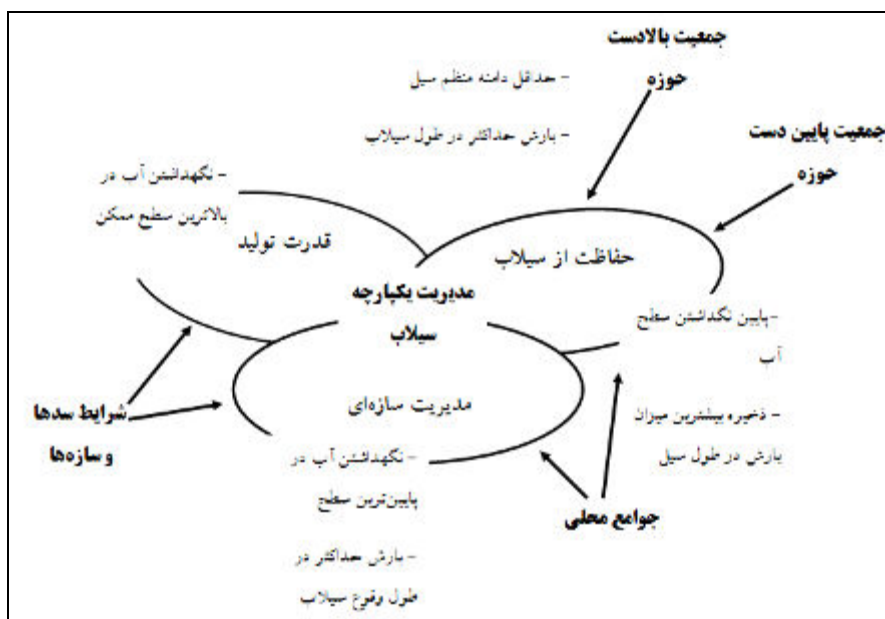 جمعیت بالادست
حوزه
- حداقل دامنه منظم سیل
- بارش حداکثر در طول سیلاب
جمعیت پایین دست
حوزه
- نگهداشتن آب در
بالاترین سطح ممکن
قدرت تولید
حفاظت از سیلاب
مدیریت یکپارچه
سیلاب
-پایین نگداشتن سطح
آب
- ذخیره بیشترین میزان
بارش در طول سیل
مدیریت سازه‌ای
شرایط سدها
و سازه‌ها
- نگهداشتن آب در
پایین‌ترین سطح
- بارش حداکثر در
طول وقوع سیلاب
جوامع محلی